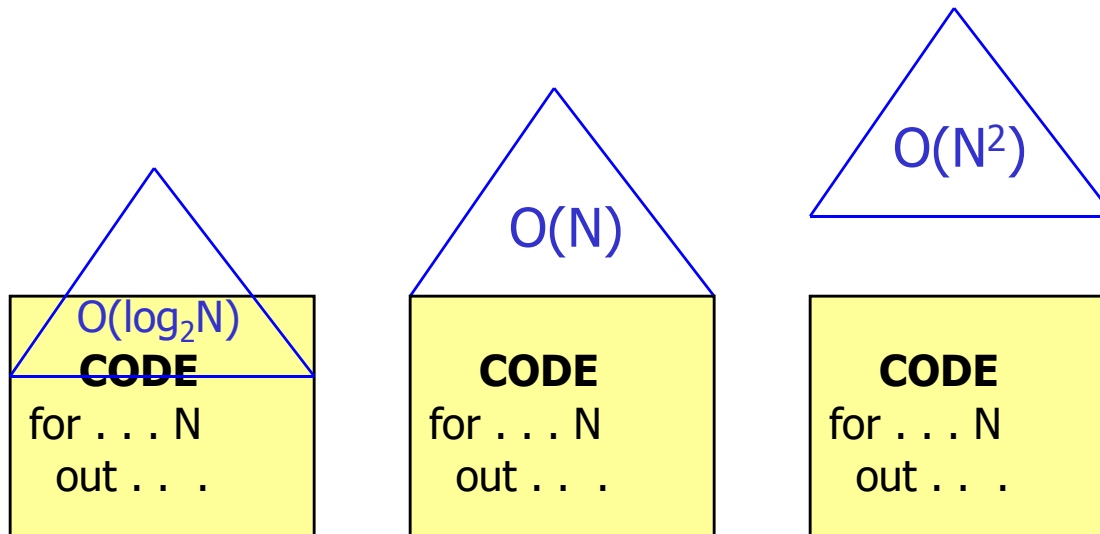 O(log₂N)
CODE
for . . . N
out . . .
O(N)
CODE
for . . . N
out . . .
O(N²)
CODE
for . . . N
out . . .